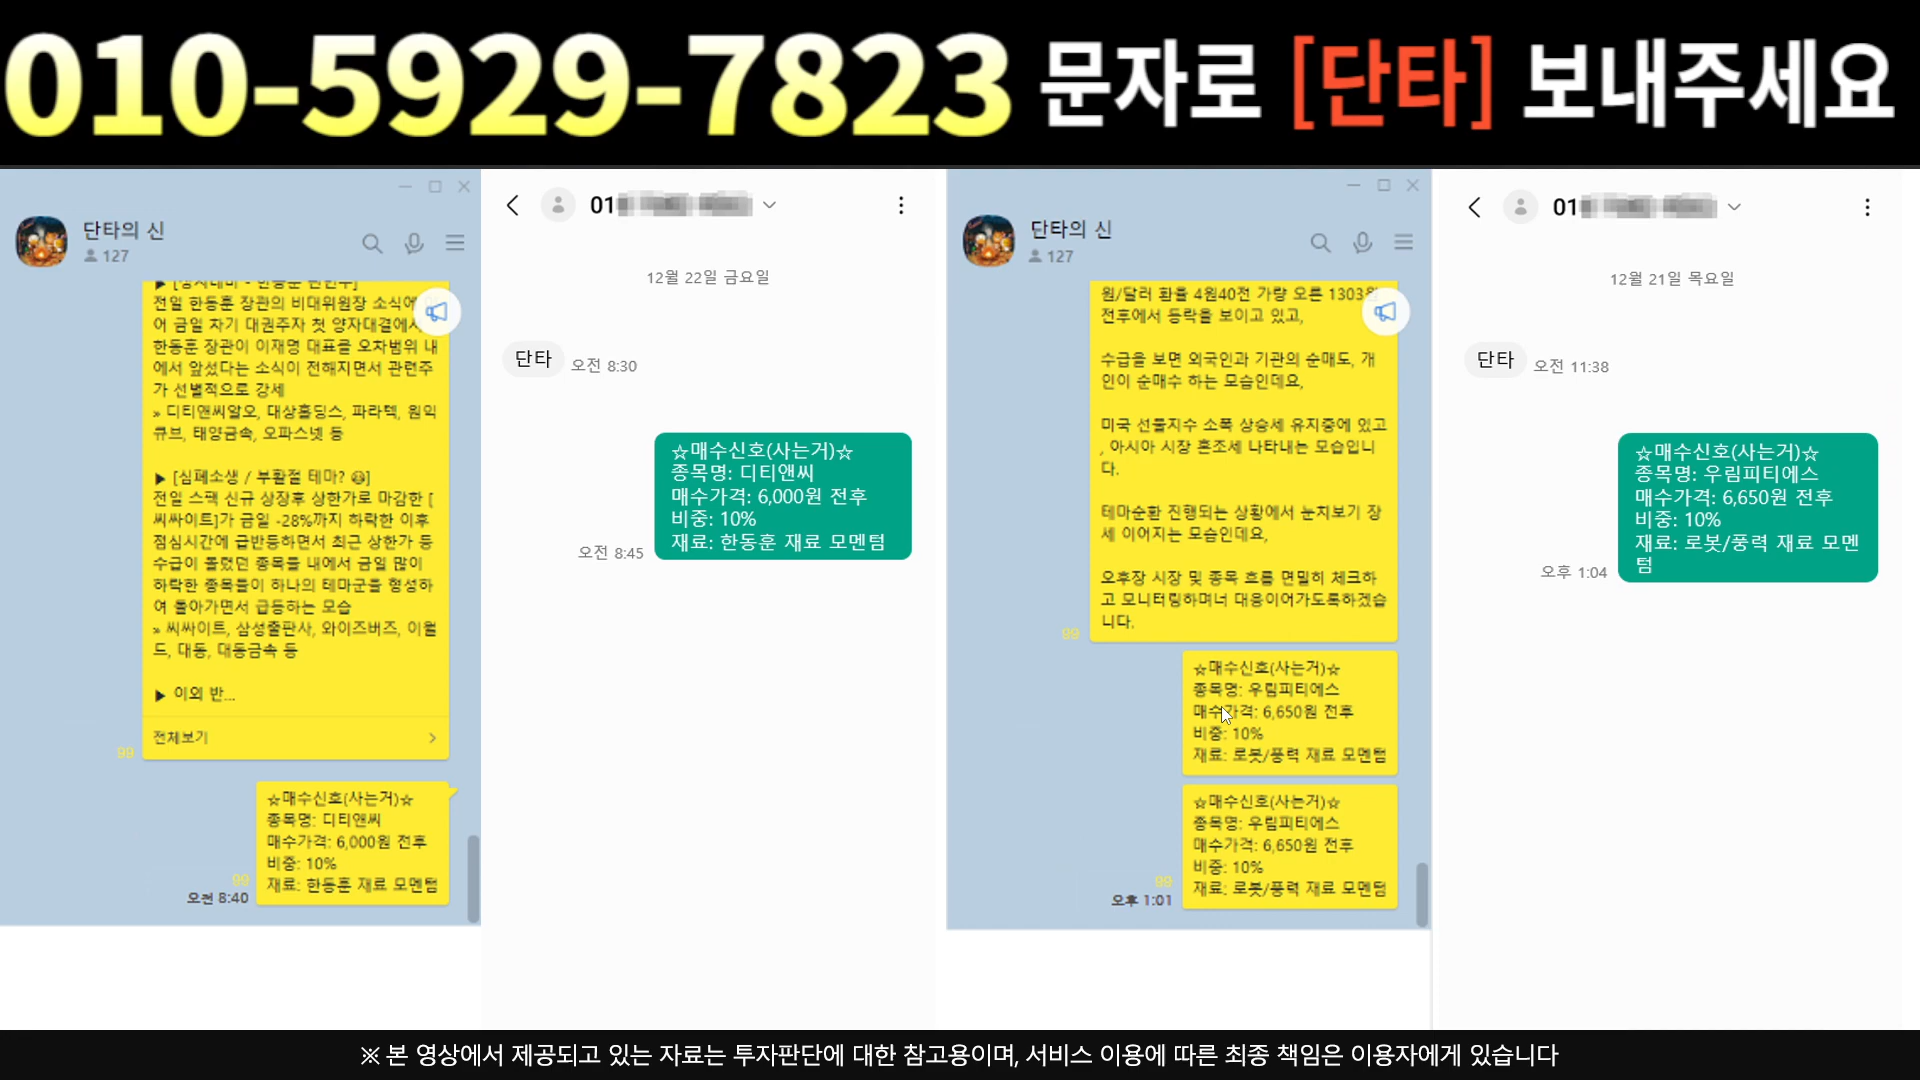 010-5929-7823 문자로 [단타] 보내주세요
단타의 신
127
전일 한동훈 장관의 비대위원장 소식에
어 금일 차기 대권주자 첫 양자대결에서
한동훈 장관이 이재명 대표를 오차범위 내
에서 앞섰다는 소식이 전해지면서 관련주
가 선별적으로 강세
» 디티앤씨알오, 대상홀딩스, 파라텍, 원익
큐브, 태양금속, 오파스넷 등
▶ [심폐소생 / 부활절 테마? 😆]
전일 스팩 신규 상장후 상한가로 마감한 [
씨싸이트]가 금일 -28%까지 하락한 이후
점심시간에 급반등하면서 최근 상한가 등
수급이 몰렸던 종목들 내에서 금일 많이
하락한 종목들이 하나의 테마군을 형성하
여 돌아가면서 급등하는 모습
» 씨싸이트, 삼성출판사, 와이즈버즈, 이월
드, 대동, 대동금속 등
▶ 이외 반...
전체보기
99
☆매수신호(사는거)☆
종목명: 디티앤씨
매수가격: 6,000원 전후
비중: 10%
재료: 한동훈 재료 모멘텀
99
오전 8:40
01
12월 22일 금요일
단타
오전 8:30
☆매수신호(사는거)☆
종목명: 디티앤씨
매수가격: 6,000원 전후
비중: 10%
재료: 한동훈 재료 모멘텀
오전 8:45
단타의 신
127
원/달러 환율 4원40전 가량 오른 1303원
전후에서 등락을 보이고 있고,
수급을 보면 외국인과 기관의 순매도, 개
인이 순매수 하는 모습인데요,
미국 선물지수 소폭 상승세 유지중에 있고
, 아시아 시장 혼조세 나타내는 모습입니
다.
테마순환 진행되는 상황에서 눈치보기 장
세 이어지는 모습인데요,
오후장 시장 및 종목 흐름 면밀히 체크하
고 모니터링하며너 대응이어가도록하겠습
니다.
99
☆매수신호(사는거)☆
종목명: 우림피티에스
매수가격: 6,650원 전후
비중: 10%
재료: 로봇/풍력 재료 모멘텀
☆매수신호(사는거)☆
종목명: 우림피티에스
매수가격: 6,650원 전후
비중: 10%
재료: 로봇/풍력 재료 모멘텀
99
오후 1:01
01
12월 21일 목요일
단타
오전 11:38
☆매수신호(사는거)☆
종목명: 우림피티에스
매수가격: 6,650원 전후
비중: 10%
재료: 로봇/풍력 재료 모멘
텀
오후 1:04
※ 본 영상에서 제공되고 있는 자료는 투자판단에 대한 참고용이며, 서비스 이용에 따른 최종 책임은 이용자에게 있습니다